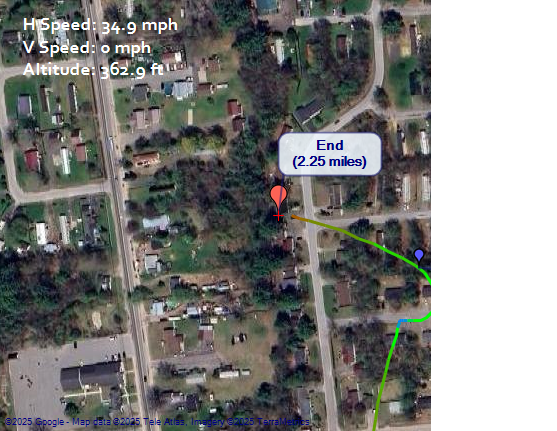 H Speed: 34.9 mph
V Speed: 0 mph
Altitude: 362.9 ft
End
(2.25 miles)
©2025 Google - Map data ©2025 Tele Atlas, Imagery ©2025 TerraMetrics